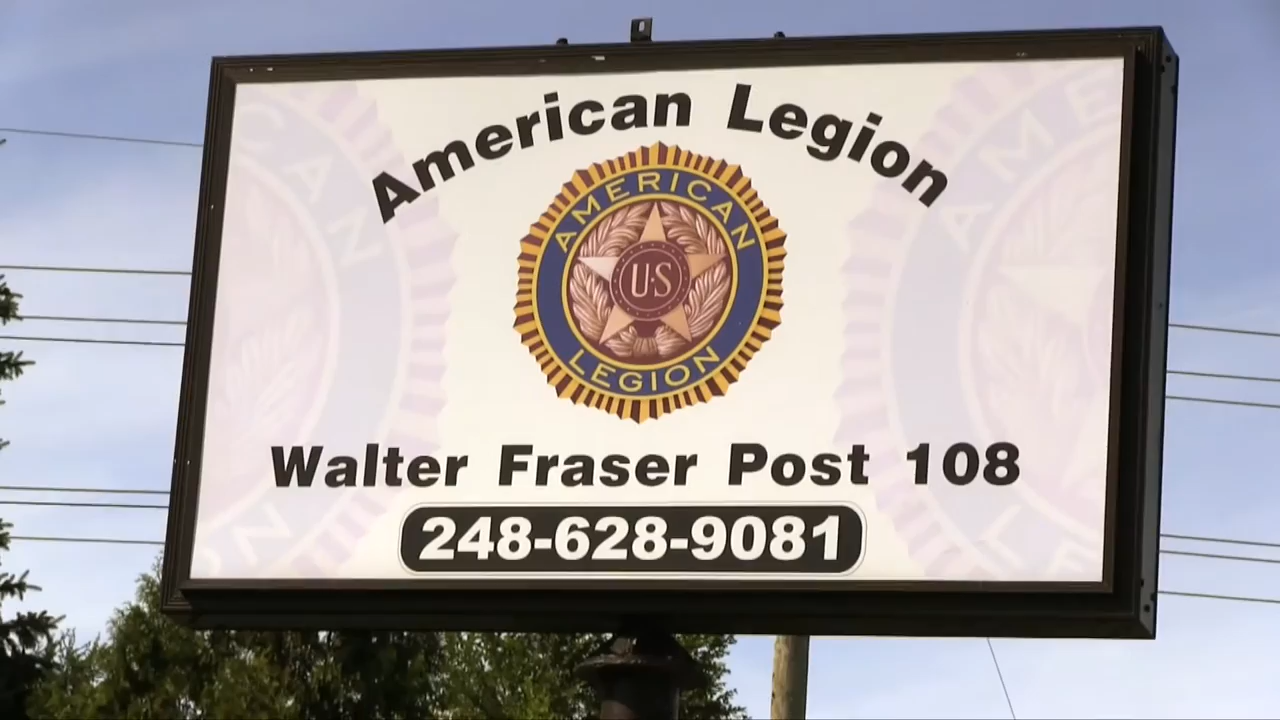 American Legion
AMERICAN
U·S
LEGION
Walter Fraser Post 108
248-628-9081